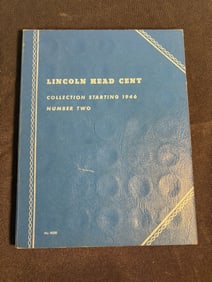 LINCOLN HEAD CENT
COLLECTION STARTING 1946
NUMBER TWO